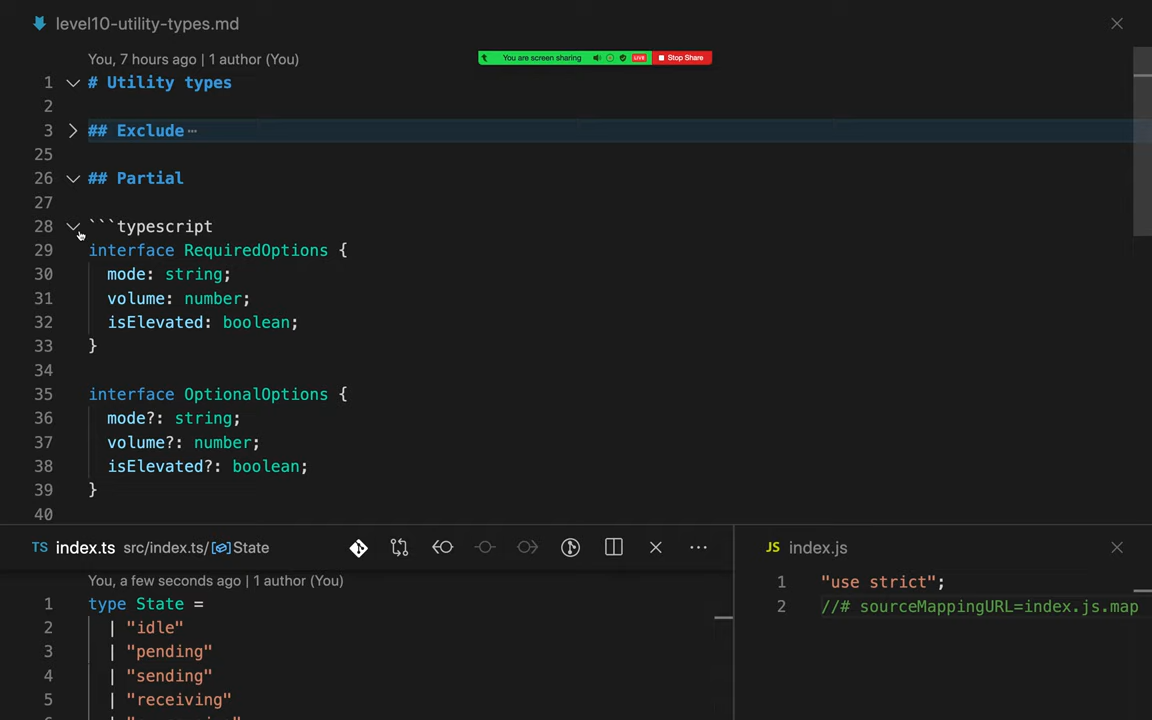 level10-utility-types.md
You, 7 hours ago | 1 author (You)
You are screen sharing LIVE Stop Share
1 # Utility types
2
3 ## Exclude ⋯
25
26 ## Partial
27
28 ```typescript
29 interface RequiredOptions {
30 mode: string;
31 volume: number;
32 isElevated: boolean;
33 }
34
35 interface OptionalOptions {
36 mode?: string;
37 volume?: number;
38 isElevated?: boolean;
39 }
40
TS index.ts src/index.ts/ State
You, a few seconds ago | 1 author (You)
1 type State =
2 | "idle"
3 | "pending"
4 | "sending"
5 | "receiving"
JS index.js
1 "use strict";
2 //# sourceMappingURL=index.js.map